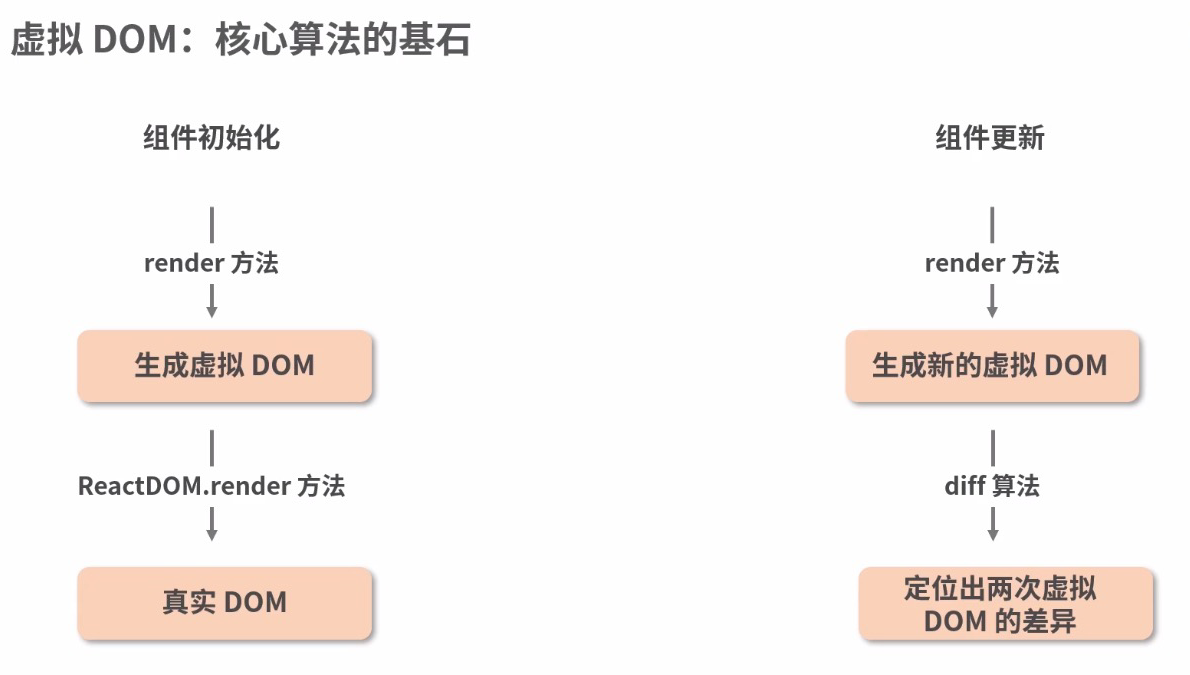 虚拟 DOM：核心算法的基石
组件初始化
render 方法
生成虚拟 DOM
ReactDOM.render 方法
真实 DOM
组件更新
render 方法
生成新的虚拟 DOM
diff 算法
定位出两次虚拟
DOM 的差异